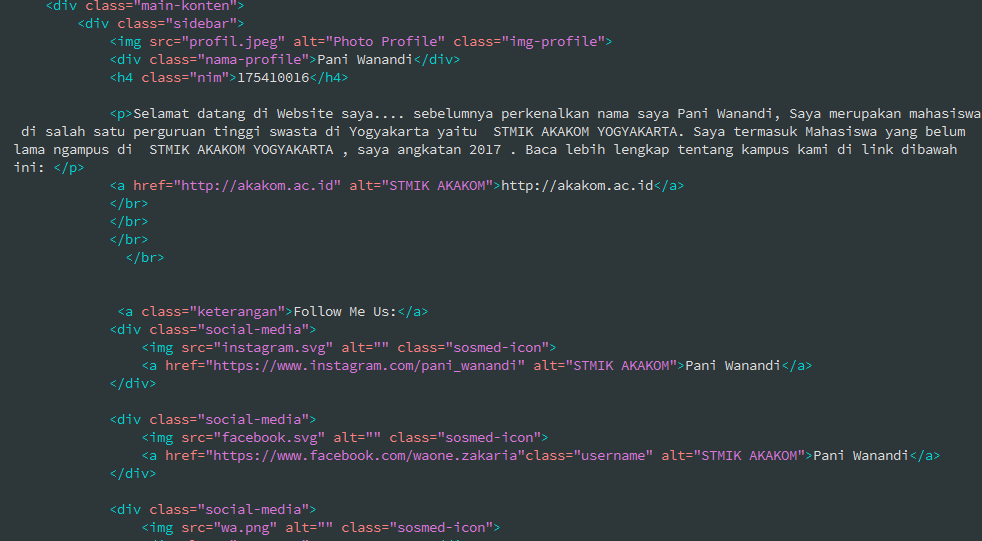 <div class="main-konten">
<div class="sidebar">
<img src="profil.jpeg" alt="Photo Profile" class="img-profile">
<div class="nama-profile">Pani Wanandi</div>
<h4 class="nim">175410016</h4>
<p>Selamat datang di Website saya.... sebelumnya perkenalkan nama saya Pani Wanandi, Saya merupakan mahasiswa
di salah satu perguruan tinggi swasta di Yogyakarta yaitu  STMIK AKAKOM YOGYAKARTA. Saya termasuk Mahasiswa yang belum
lama ngampus di  STMIK AKAKOM YOGYAKARTA , saya angkatan 2017 . Baca lebih lengkap tentang kampus kami di link dibawah
ini: </p>
<a href="http://akakom.ac.id" alt="STMIK AKAKOM">http://akakom.ac.id</a>
</br>
</br>
</br>
</br>
<a class="keterangan">Follow Me Us:</a>
<div class="social-media">
<img src="instagram.svg" alt="" class="sosmed-icon">
<a href="https://www.instagram.com/pani_wanandi" alt="STMIK AKAKOM">Pani Wanandi</a>
</div>
<div class="social-media">
<img src="facebook.svg" alt="" class="sosmed-icon">
<a href="https://www.facebook.com/waone.zakaria"class="username" alt="STMIK AKAKOM">Pani Wanandi</a>
</div>
<div class="social-media">
<img src="wa.png" alt="" class="sosmed-icon">